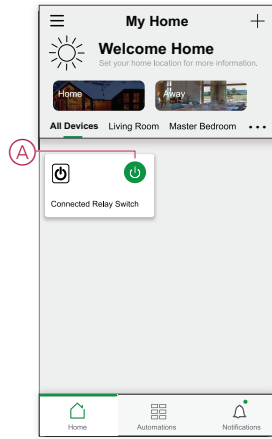 My Home
Welcome Home
Set your home location for more information.
Home
Away
All Devices Living Room Master Bedroom
A
Connected Relay Switch
Home Automations Notifications